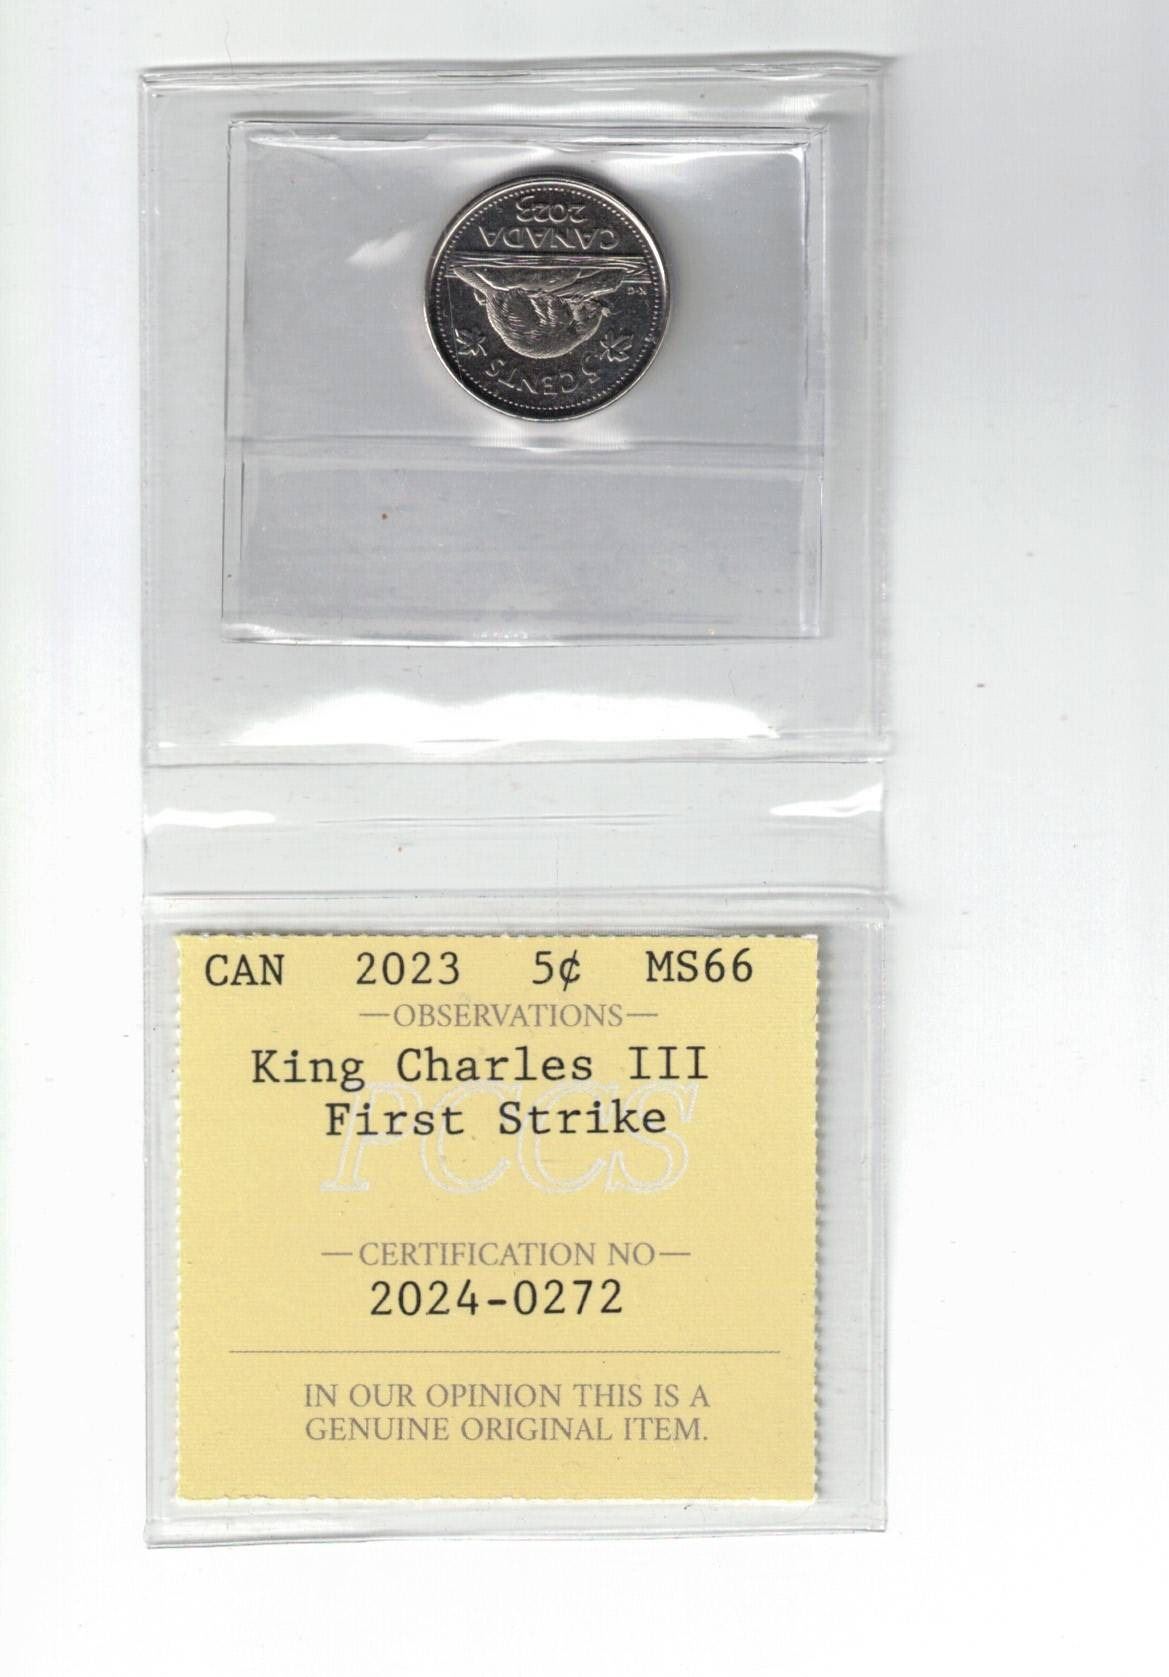 5 CENTS
K·G
CANADA
2023
CAN 2023 5¢ MS66
—OBSERVATIONS—
King Charles III
First Strike
PCCS
—CERTIFICATION NO—
2024-0272
IN OUR OPINION THIS IS A
GENUINE ORIGINAL ITEM.